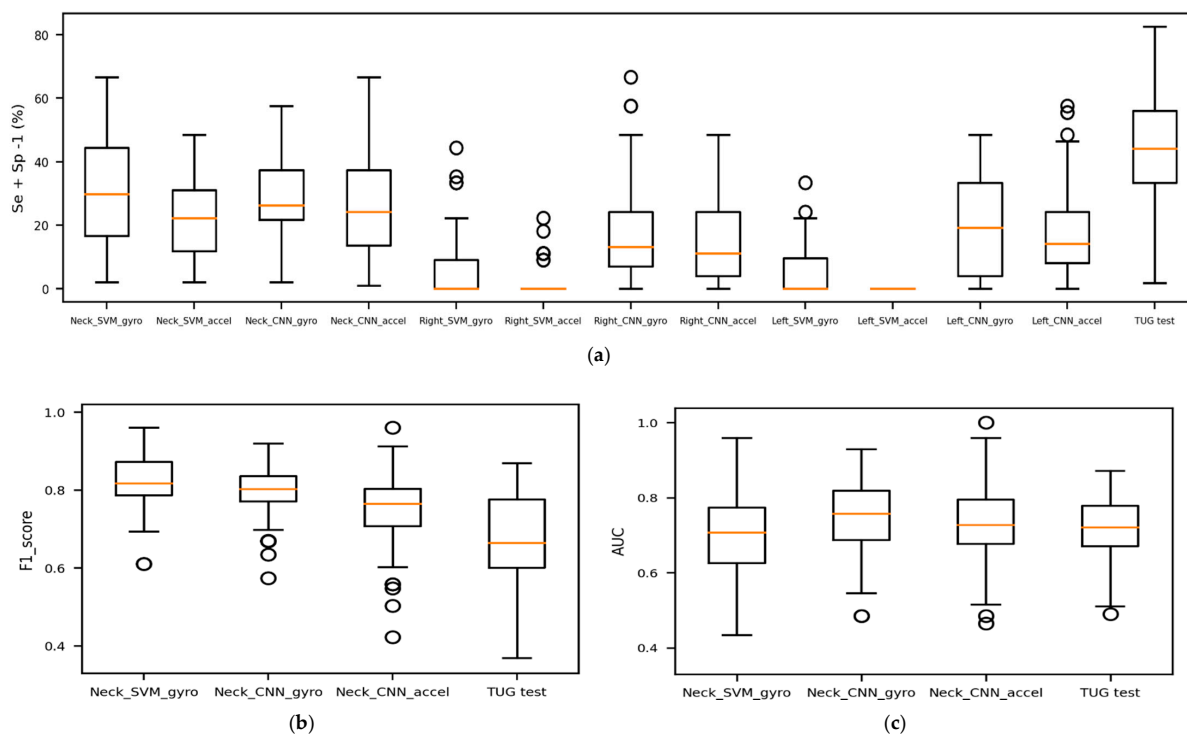 Se + Sp -1 (%)
80
60
40
20
0
Neck_SVM_gyro Neck_SVM_accel Neck_CNN_gyro Neck_CNN_accel Right_SVM_gyro Right_SVM_accel Right_CNN_gyro Right_CNN_accel Left_SVM_gyro Left_SVM_accel Left_CNN_gyro Left_CNN_accel TUG test
(a)
F1_score
1.0
0.8
0.6
0.4
Neck_SVM_gyro Neck_CNN_gyro Neck_CNN_accel TUG test
(b)
AUC
1.0
0.8
0.6
0.4
Neck_SVM_gyro Neck_CNN_gyro Neck_CNN_accel TUG test
(c)